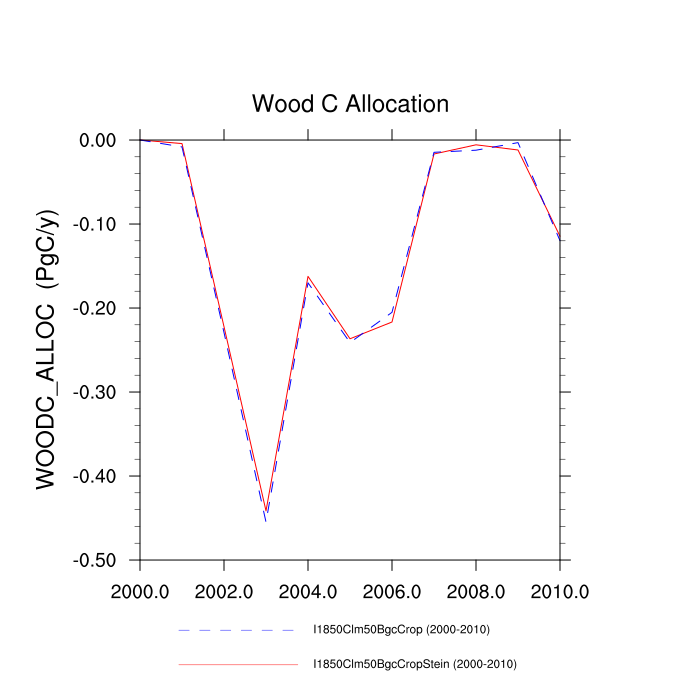 Wood C Allocation
WOODC_ALLOC (PgC/y)
0.00
-0.10
-0.20
-0.30
-0.40
-0.50
2000.0 2002.0 2004.0 2006.0 2008.0 2010.0
I1850Clm50BgcCrop (2000-2010)
I1850Clm50BgcCropStein (2000-2010)